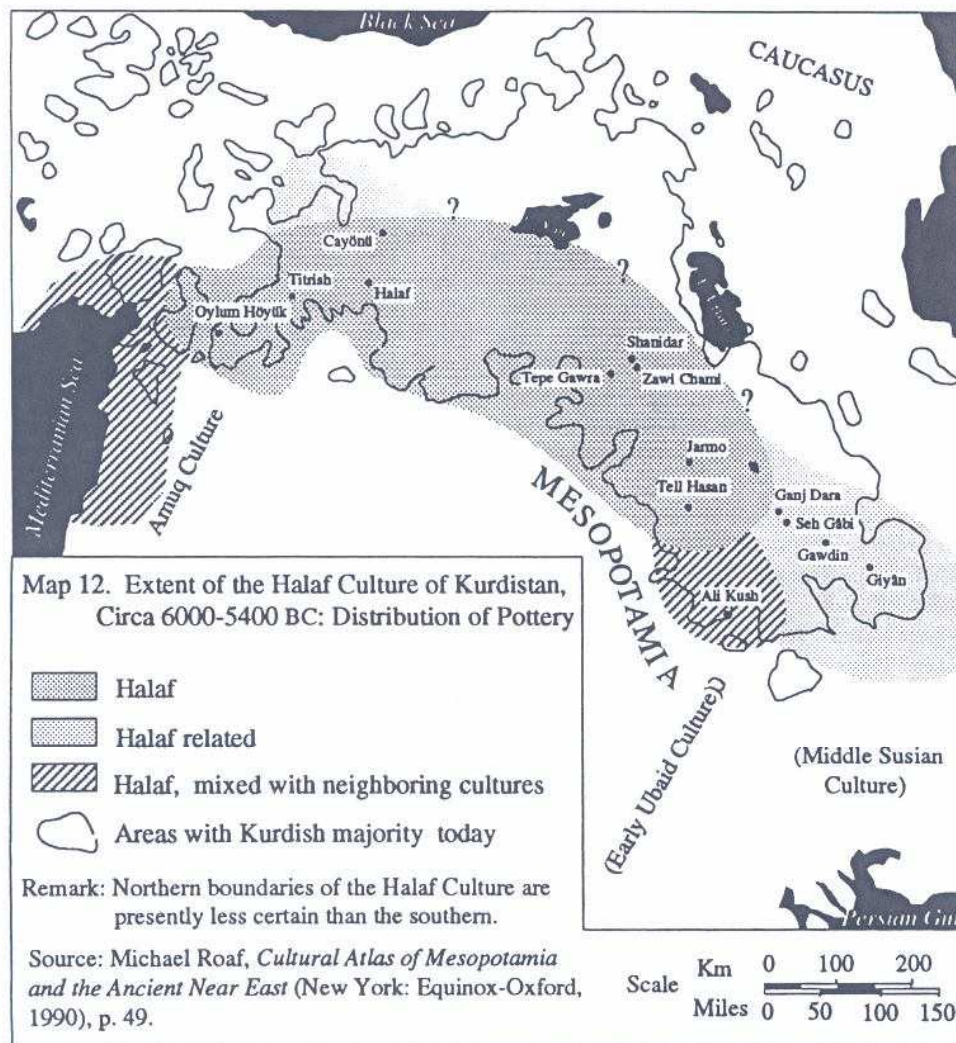 Black Sea
CAUCASUS
Cayönü
?
Van
?
Titrish
Halaf
Oylum Höyük
Shanidar
Tepe Gawra
Zawi Chami
?
Mediterranian Sea
Amuq Culture
MESOPOTAMIA
Jarmo
Tell Hasan
Ganj Dara
Seh Gâbi
Gawdin
Giyân
Ali Kush
(Early Ubaid Culture)
(Middle Susian
Culture)
Persian Gul
Map 12. Extent of the Halaf Culture of Kurdistan,
Circa 6000-5400 BC: Distribution of Pottery
Halaf
Halaf related
Halaf, mixed with neighboring cultures
Areas with Kurdish majority today
Remark: Northern boundaries of the Halaf Culture are
presently less certain than the southern.
Source: Michael Roaf, Cultural Atlas of Mesopotamia
and the Ancient Near East (New York: Equinox-Oxford,
1990), p. 49.
Scale
Km 0 100 200
Miles 0 50 100 150